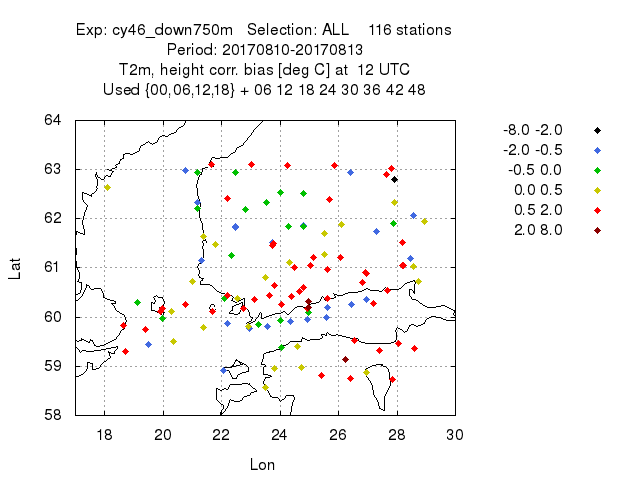 Exp: cy46_down750m Selection: ALL 116 stations
Period: 20170810-20170813
T2m, height corr. bias [deg C] at 12 UTC
Used {00,06,12,18} + 06 12 18 24 30 36 42 48
64
63
62
61
60
59
58
Lat
18 20 22 24 26 28 30
Lon
-8.0 -2.0
-2.0 -0.5
-0.5 0.0
0.0 0.5
0.5 2.0
2.0 8.0